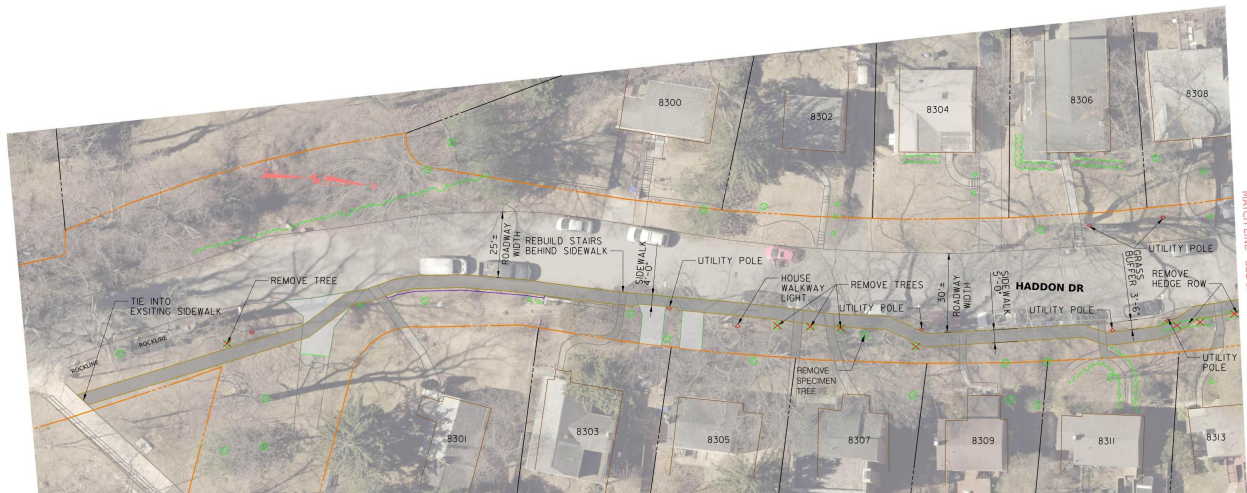 8300
8302
8304
8306
8308
25'±
ROADWAY
WIDTH
REBUILD STAIRS
BEHIND SIDEWALK
SIDEWALK
4'-0"
UTILITY POLE
HOUSE
WALKWAY
LIGHT
REMOVE TREES
UTILITY POLE
30'±
ROADWAY
WIDTH
SIDEWALK
5'-0"
HADDON DR
UTILITY POLE
GRASS
BUFFER 3'-6"
UTILITY POLE
REMOVE
HEDGE ROW
UTILITY
POLE
REMOVE TREE
TIE INTO
EXSITING SIDEWALK
ROCKLINE
ROCKLINE
REMOVE
SPECIMEN
TREE
8301
8303
8305
8307
8309
8311
8313